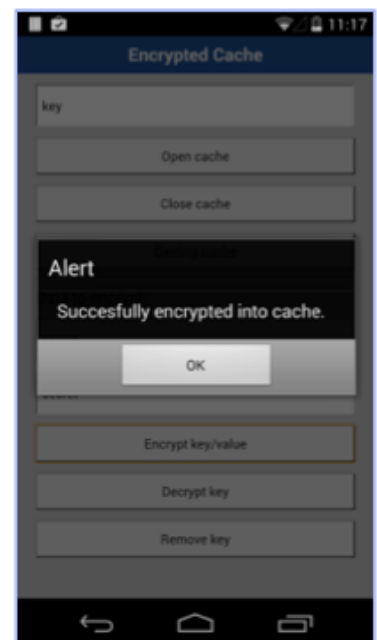 11:17
Encrypted Cache
key
Open cache
Close cache
Alert
Succesfully encrypted into cache.
OK
Encrypt key/value
Decrypt key
Remove key